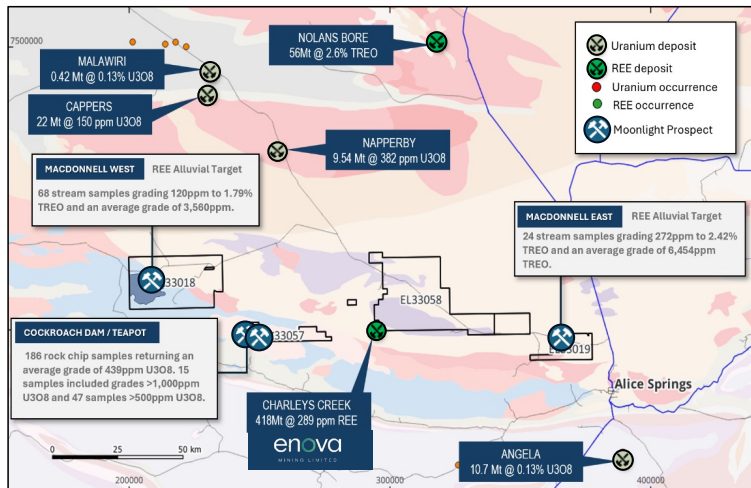 7500000
NOLANS BORE
56Mt @ 2.6% TREO
MALAWIRI
0.42 Mt @ 0.13% U3O8
CAPPERS
22 Mt @ 150 ppm U3O8
NAPPERBY
9.54 Mt @ 382 ppm U3O8
Uranium deposit
REE deposit
Uranium occurrence
REE occurrence
Moonlight Prospect
MACDONNELL WEST REE Alluvial Target
68 stream samples grading 120ppm to 1.79%
TREO and an average grade of 3,560ppm.
MACDONNELL EAST REE Alluvial Target
24 stream samples grading 272ppm to 2.42%
TREO and an average grade of 6,454ppm
TREO.
33018
EL33058
33057
EL33019
COCKROACH DAM / TEAPOT
186 rock chip samples returning an
average grade of 439ppm U3O8. 15
samples included grades >1,000ppm
U3O8 and 47 samples >500ppm U3O8.
CHARLEYS CREEK
418Mt @ 289 ppm REE
enova
MINING LIMITED
Alice Springs
ANGELA
10.7 Mt @ 0.13% U3O8
0 25 50 km
200000
300000
400000